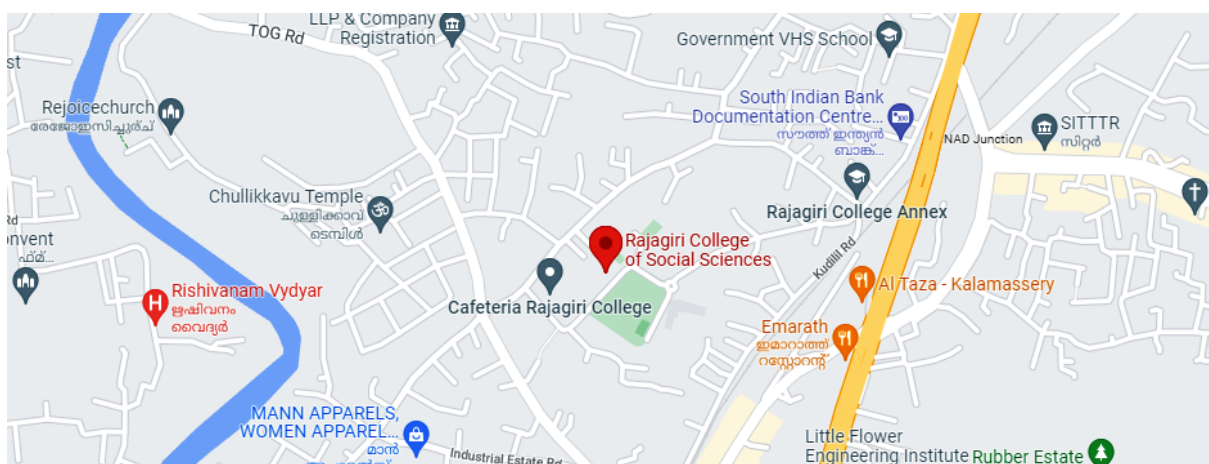 LLP & Company
Registration
TOG Rd
Government VHS School
st
Rejoicechurch
രേജോഇസിച്ചുര്ച്
South Indian Bank
Documentation Centre...
സൗത്ത് ഇന്ത്യൻ
ബാങ്ക്...
NAD Junction
SITTTR
സിറ്റർ
Chullikkavu Temple
ചുള്ളിക്കാവ്
ടെമ്പിൾ
Rajagiri College Annex
Rd
onvent
ഫ്മ്...
Rajagiri College
of Social Sciences
Kudilil Rd
Rishivanam Vydyar
ഋഷിവനം
വൈദ്യർ
Cafeteria Rajagiri College
Al Taza - Kalamassery
Emarath
ഇമാറാത്ത്
റസ്റ്റോറന്റ്
MANN APPARELS,
WOMEN APPAREL...
മാൻ
Industrial Estate Rd
Little Flower
Engineering Institute
Rubber Estate